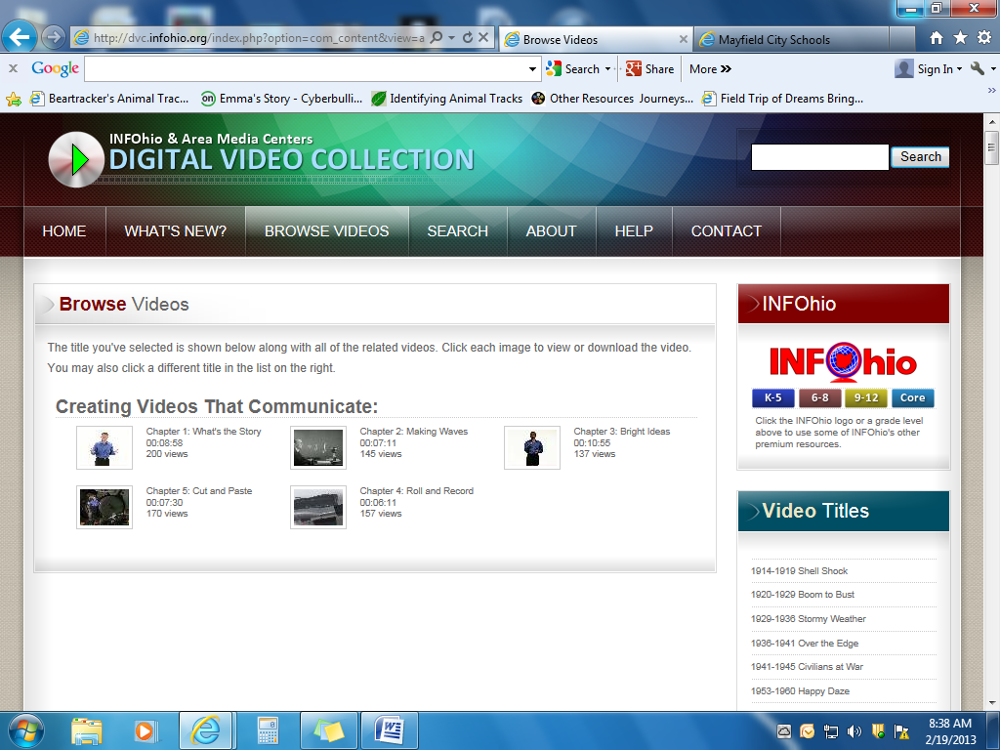 http://dvc.infohio.org/index.php?option=com_content&view=a
Browse Videos
Mayfield City Schools
x Google
Search
Share
More »
Sign In
Beartracker's Animal Trac...
on Emma's Story - Cyberbulli...
Identifying Animal Tracks
Other Resources Journeys...
Field Trip of Dreams Bring...
INFOhio & Area Media Centers
DIGITAL VIDEO COLLECTION
Search
HOME
WHAT'S NEW?
BROWSE VIDEOS
SEARCH
ABOUT
HELP
CONTACT
Browse Videos
The title you've selected is shown below along with all of the related videos. Click each image to view or download the video.
You may also click a different title in the list on the right.
Creating Videos That Communicate:
Chapter 1: What's the Story
00:08:58
200 views
Chapter 2: Making Waves
00:07:11
145 views
Chapter 3: Bright Ideas
00:10:55
137 views
Chapter 5: Cut and Paste
00:07:30
170 views
Chapter 4: Roll and Record
00:06:11
157 views
INFOhio
INFOhio
K-5
6-8
9-12
Core
Click the INFOhio logo or a grade level
above to use some of INFOhio's other
premium resources.
Video Titles
1914-1919 Shell Shock
1920-1929 Boom to Bust
1929-1936 Stormy Weather
1936-1941 Over the Edge
1941-1945 Civilians at War
1953-1960 Happy Daze
8:38 AM
2/19/2013